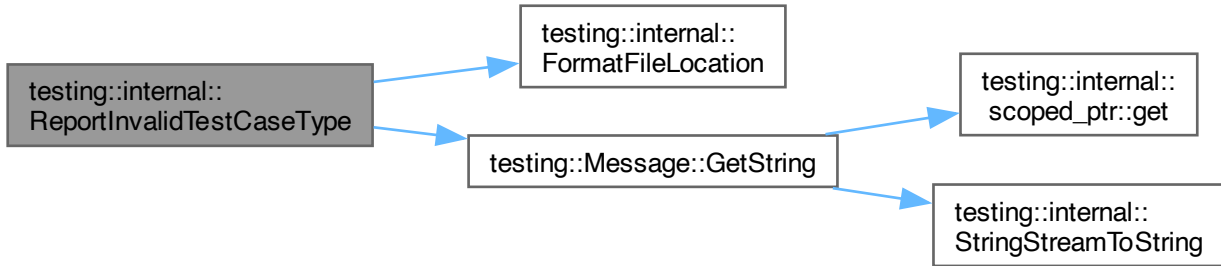 testing::internal::
ReportInvalidTestCaseType
testing::internal::
FormatFileLocation
testing::Message::GetString
testing::internal::
scoped_ptr::get
testing::internal::
StringStreamToString